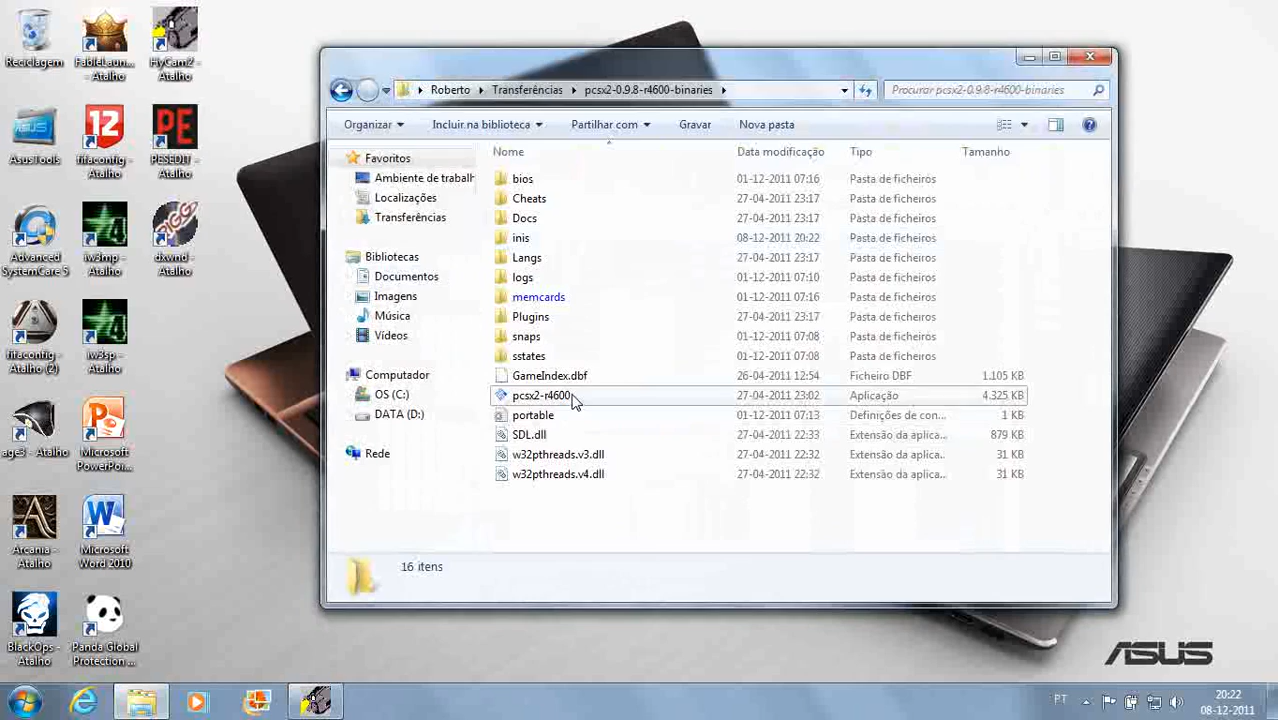 Reciclagem
FableLaun... - Atalho
HyCam2 - Atalho
ASUS
AsusTools
12
fifaconfig - Atalho
PE
PESEDIT - Atalho
Advanced SystemCare 5
4
iw3mp - Atalho
dxwnd - Atalho
fifaconfig - Atalho (2)
4
iw3sp - Atalho
age3 - Atalho
Microsoft PowerPoi...
Arcania - Atalho
Microsoft Word 2010
BlackOps - Atalho
Panda Global Protection ...
Roberto
Transferências
pcsx2-0.9.8-r4600-binaries
Procurar pcsx2-0.9.8-r4600-binaries
Organizar
Incluir na biblioteca
Partilhar com
Gravar
Nova pasta
Favoritos
Ambiente de trabalh
Localizações
Transferências
Bibliotecas
Documentos
Imagens
Música
Vídeos
Computador
OS (C:)
DATA (D:)
Rede
Nome Data modificação Tipo Tamanho
bios 01-12-2011 07:16 Pasta de ficheiros
Cheats 27-04-2011 23:17 Pasta de ficheiros
Docs 27-04-2011 23:17 Pasta de ficheiros
inis 08-12-2011 20:22 Pasta de ficheiros
Langs 27-04-2011 23:17 Pasta de ficheiros
logs 01-12-2011 07:10 Pasta de ficheiros
memcards 01-12-2011 07:16 Pasta de ficheiros
Plugins 27-04-2011 23:17 Pasta de ficheiros
snaps 01-12-2011 07:08 Pasta de ficheiros
sstates 01-12-2011 07:08 Pasta de ficheiros
GameIndex.dbf 26-04-2011 12:54 Ficheiro DBF 1.105 KB
pcsx2-r4600 27-04-2011 23:02 Aplicação 4.325 KB
portable 01-12-2011 07:13 Definições de con... 1 KB
SDL.dll 27-04-2011 22:33 Extensão da aplica... 879 KB
w32pthreads.v3.dll 27-04-2011 22:32 Extensão da aplica... 31 KB
w32pthreads.v4.dll 27-04-2011 22:32 Extensão da aplica... 31 KB
16 itens
ASUS
PT
20:22
08-12-2011